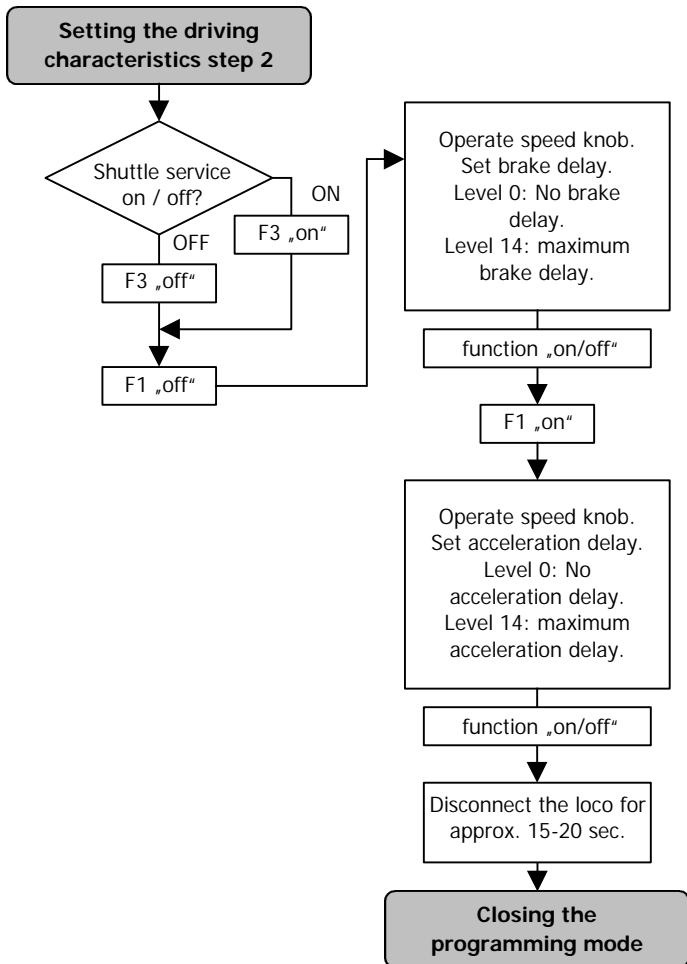 Setting the driving
characteristics step 2
Shuttle service
on / off?
ON
F3 „on“
OFF
F3 „off“
F1 „off“
Operate speed knob.
Set brake delay.
Level 0: No brake
delay.
Level 14: maximum
brake delay.
function „on/off“
F1 „on“
Operate speed knob.
Set acceleration delay.
Level 0: No
acceleration delay.
Level 14: maximum
acceleration delay.
function „on/off“
Disconnect the loco for
approx. 15-20 sec.
Closing the
programming mode